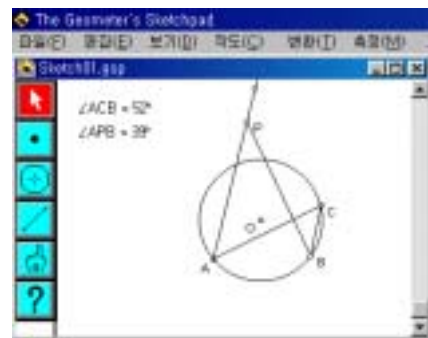 The Geometer's Sketchpad
파일(F) 편집(E) 보기(D) 작도(C) 변환(T) 측정(M)
Sketch01.gsp
∠ACB = 52°
∠APB = 39°
P
C
O
A
B
?